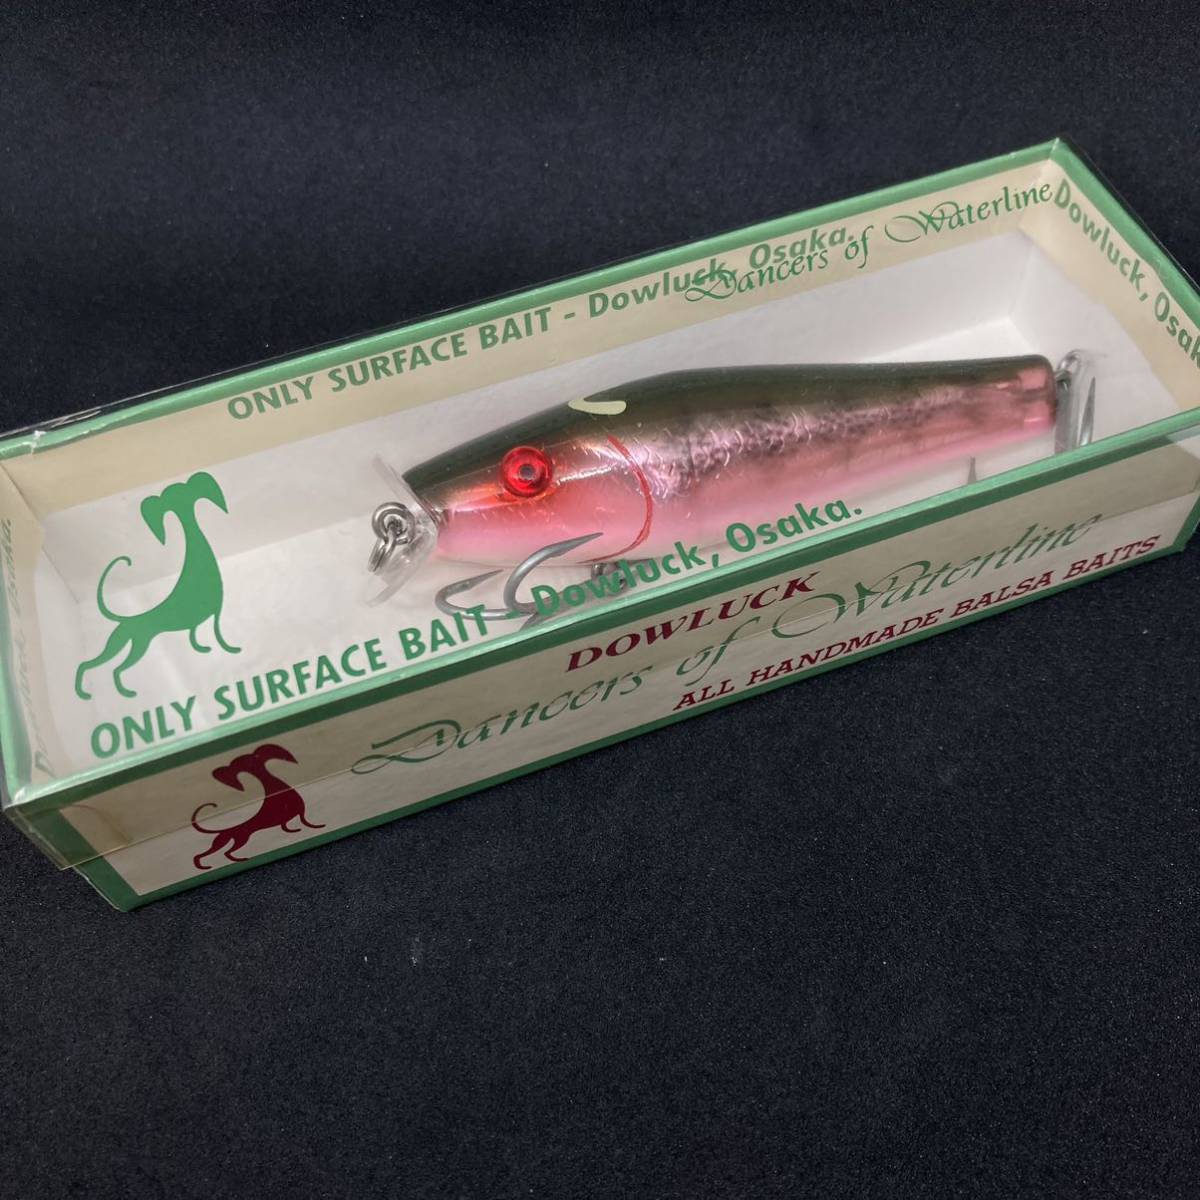 ONLY SURFACE BAIT - Dowluck, Osaka.
Dancers of Waterline
Dowluck, Osak
ONLY SURFACE BAIT - Dowluck, Osaka.
DOWLUCK
Dancers of Waterline
ALL HANDMADE BALSA BAITS